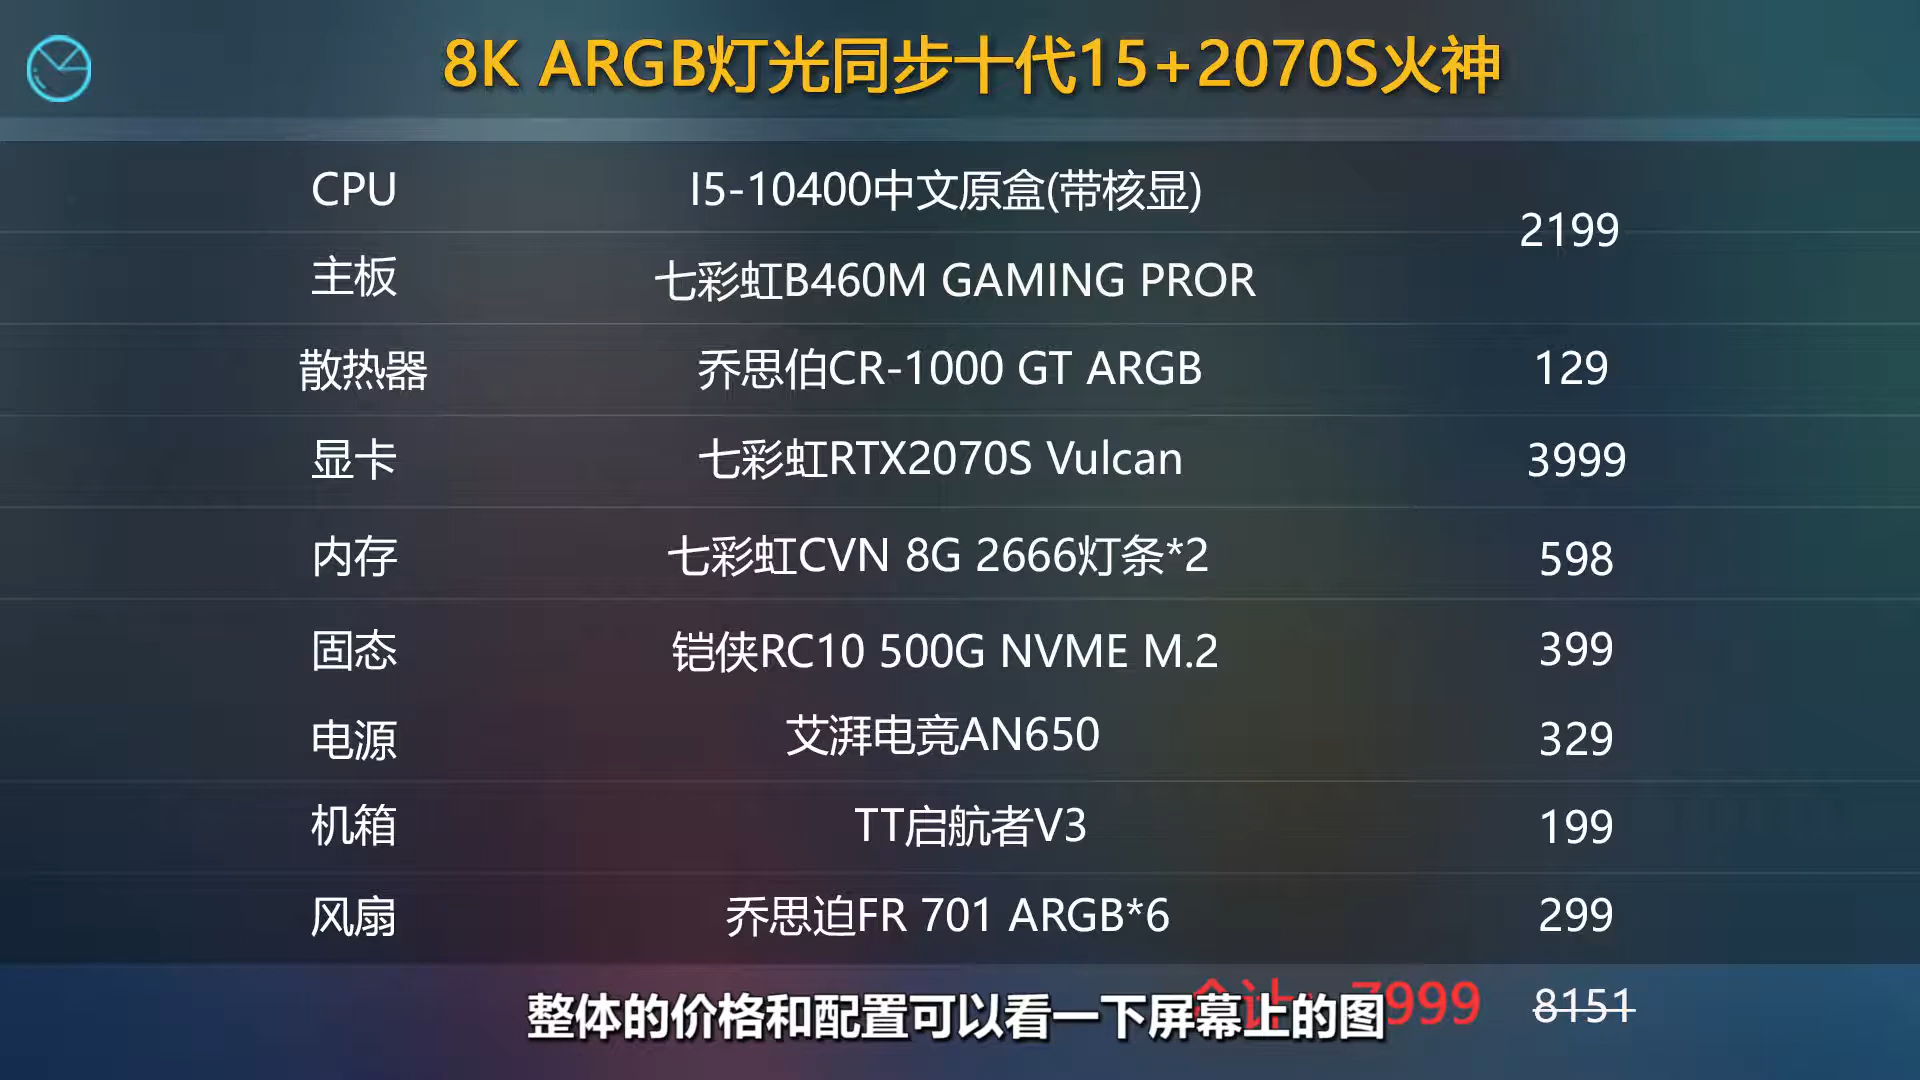 8K ARGB灯光同步十代15+2070S火神
CPU I5-10400中文原盒(带核显)
2199
主板 七彩虹B460M GAMING PROR
散热器 乔思伯CR-1000 GT ARGB 129
显卡 七彩虹RTX2070S Vulcan 3999
内存 七彩虹CVN 8G 2666灯条*2 598
固态 铠侠RC10 500G NVME M.2 399
电源 艾湃电竞AN650 329
机箱 TT启航者V3 199
风扇 乔思迫FR 701 ARGB*6 299
合计: 7999 8151
整体的价格和配置可以看一下屏幕上的图